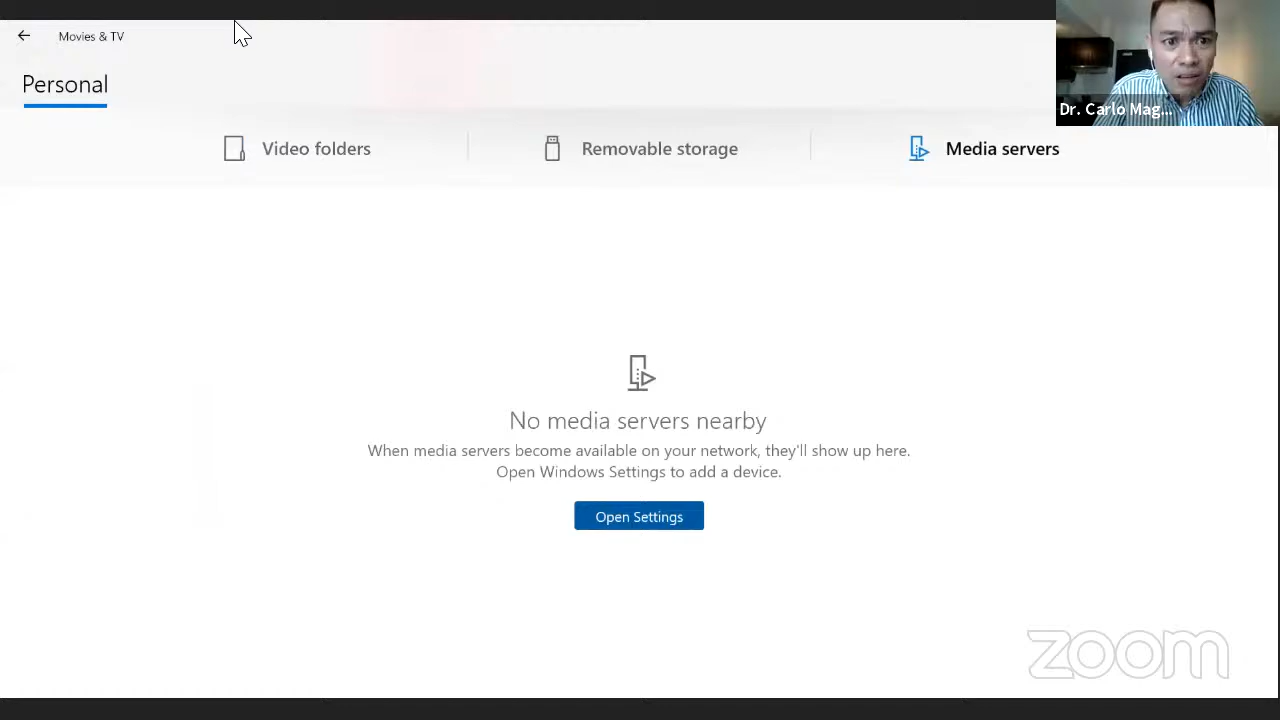 Movies & TV
Personal
Dr. Carlo Mag...
Video folders
Removable storage
Media servers
No media servers nearby
When media servers become available on your network, they'll show up here.
Open Windows Settings to add a device.
Open Settings
zoom